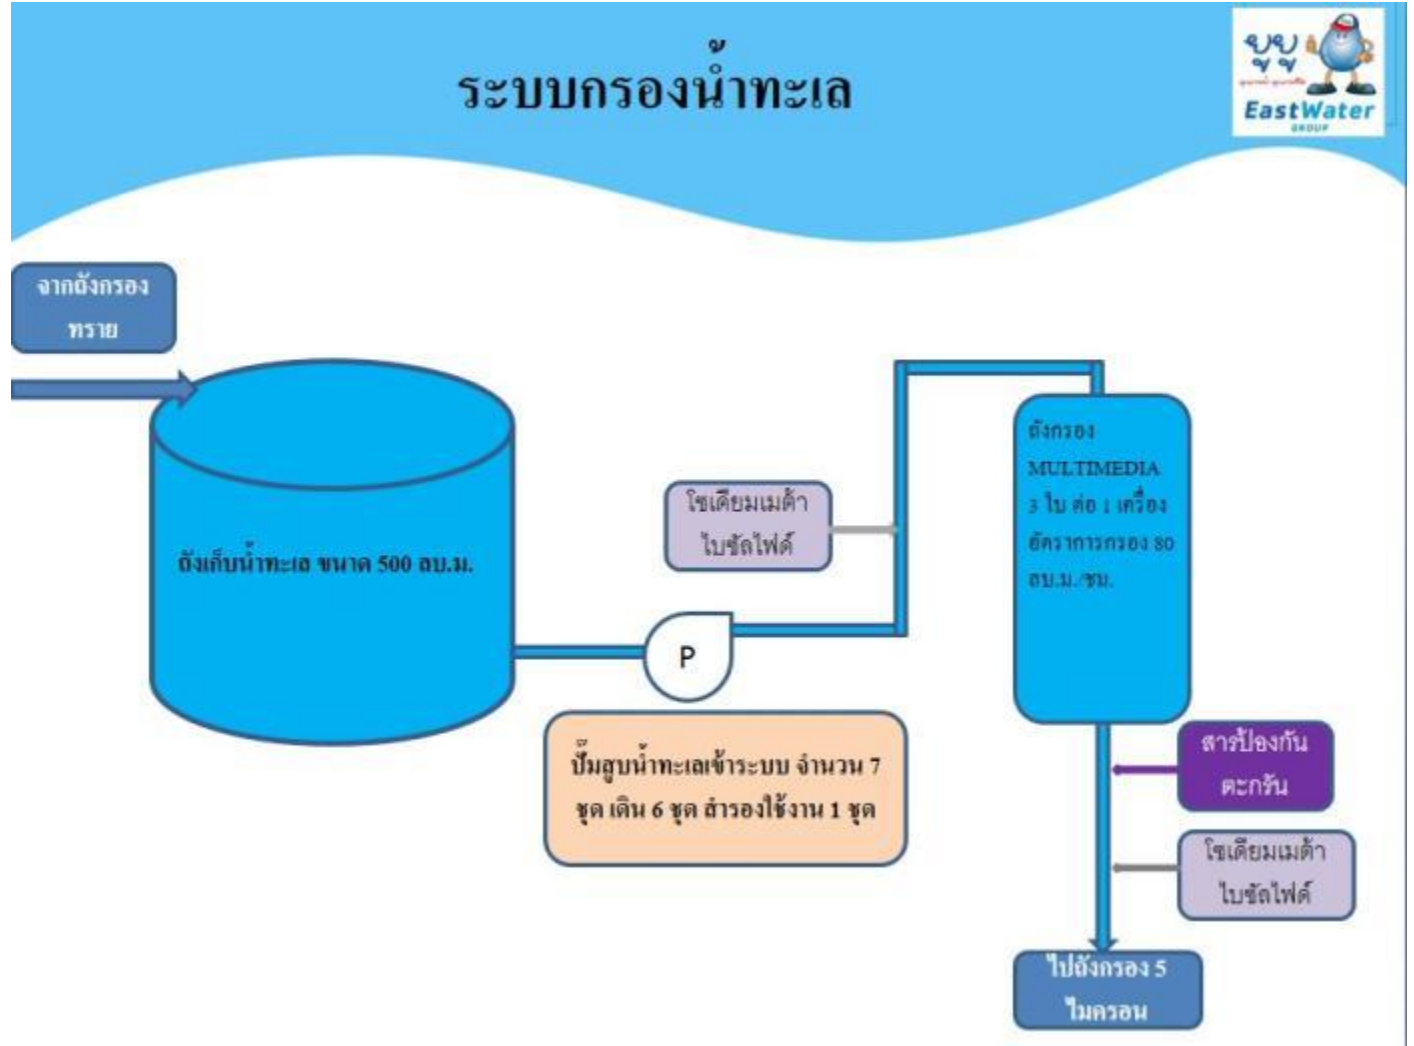 ระบบกรองน้ำทะเล
ยูยู
EastWater
GROUP
จากถังกรอง
ทราย
ถังเก็บน้ำทะเล ขนาด 500 ลบ.ม.
โซเดียมเมต้า
ไบซัลไฟด์
P
ปั๊มสูบน้ำทะเลเข้าระบบ จำนวน 7
ชุด เดิน 6 ชุด สำรองใช้งาน 1 ชุด
ถังกรอง
MULTIMEDIA
3 ใบ ต่อ 1 เครื่อง
อัตราการกรอง 80
ลบ.ม./ชม.
สารป้องกัน
ตะกรัน
โซเดียมเมต้า
ไบซัลไฟด์
ไปถังกรอง 5
ไมครอน